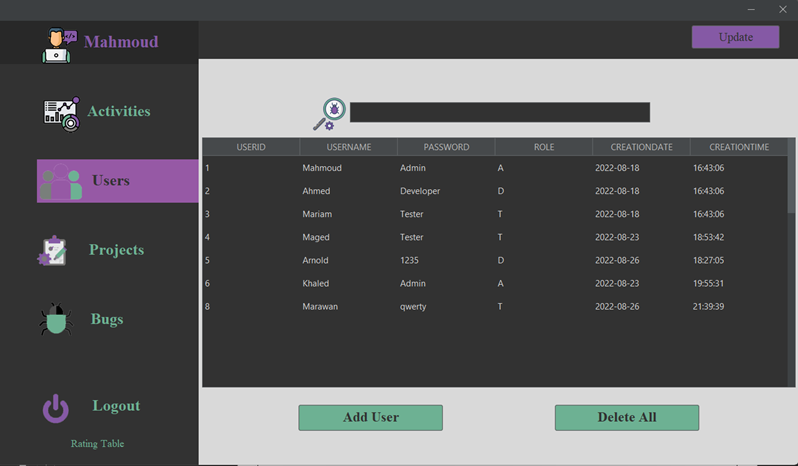 Mahmoud
Update
Activities
Users
Projects
Bugs
Logout
Rating Table
USERID USERNAME PASSWORD ROLE CREATIONDATE CREATIONTIME
1 Mahmoud Admin A 2022-08-18 16:43:06
2 Ahmed Developer D 2022-08-18 16:43:06
3 Mariam Tester T 2022-08-18 16:43:06
4 Maged Tester T 2022-08-23 18:53:42
5 Arnold 1235 D 2022-08-26 18:27:05
6 Khaled Admin A 2022-08-23 19:55:31
8 Marawan qwerty T 2022-08-26 21:39:39
Add User Delete All